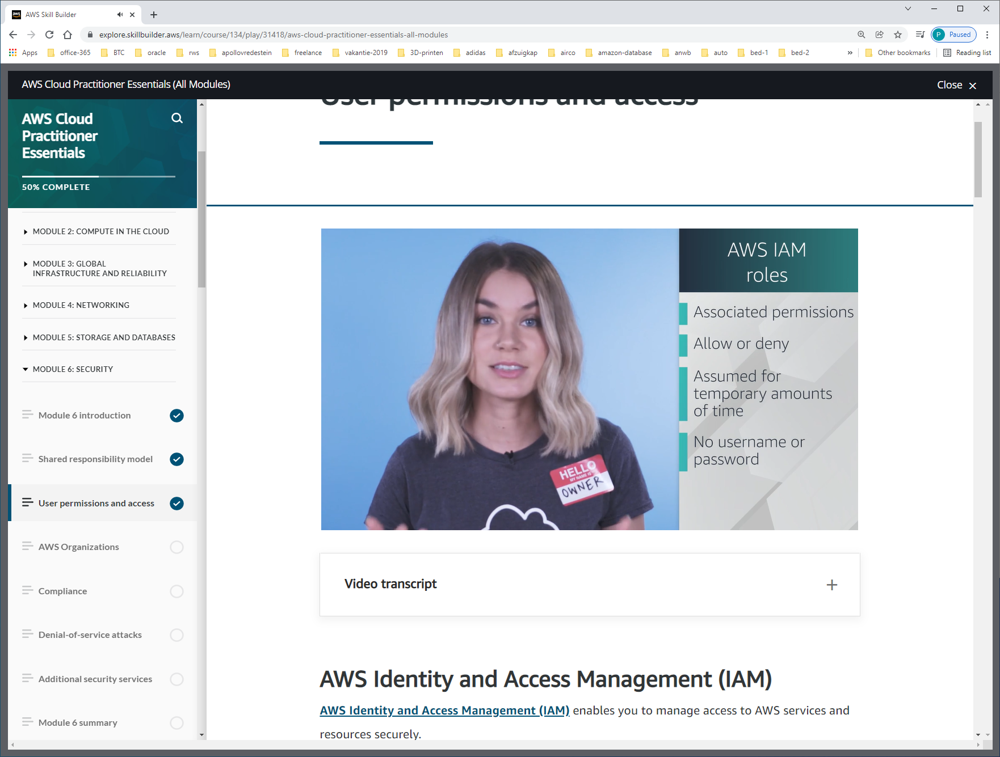 AWS Skill Builder
explore.skillbuilder.aws/learn/course/134/play/31418/aws-cloud-practitioner-essentials-all-modules
P Paused
Apps office-365 BTC oracle rws apollovredestein freelance vakantie-2019 3D-printen adidas afzuigkap airco amazon-database anwb auto bed-1 bed-2 » Other bookmarks Reading list
AWS Cloud Practitioner Essentials (All Modules)
Close
AWS Cloud
Practitioner
Essentials
50% COMPLETE
MODULE 2: COMPUTE IN THE CLOUD
MODULE 3: GLOBAL
INFRASTRUCTURE AND RELIABILITY
MODULE 4: NETWORKING
MODULE 5: STORAGE AND DATABASES
MODULE 6: SECURITY
Module 6 introduction
Shared responsibility model
User permissions and access
AWS Organizations
Compliance
Denial-of-service attacks
Additional security services
Module 6 summary
User permissions and access
AWS IAM
roles
Associated permissions
Allow or deny
Assumed for
temporary amounts
of time
No username or
password
HELLO
MY NAME IS
OWNER
Video transcript
AWS Identity and Access Management (IAM)
AWS Identity and Access Management (IAM) enables you to manage access to AWS services and
resources securely.